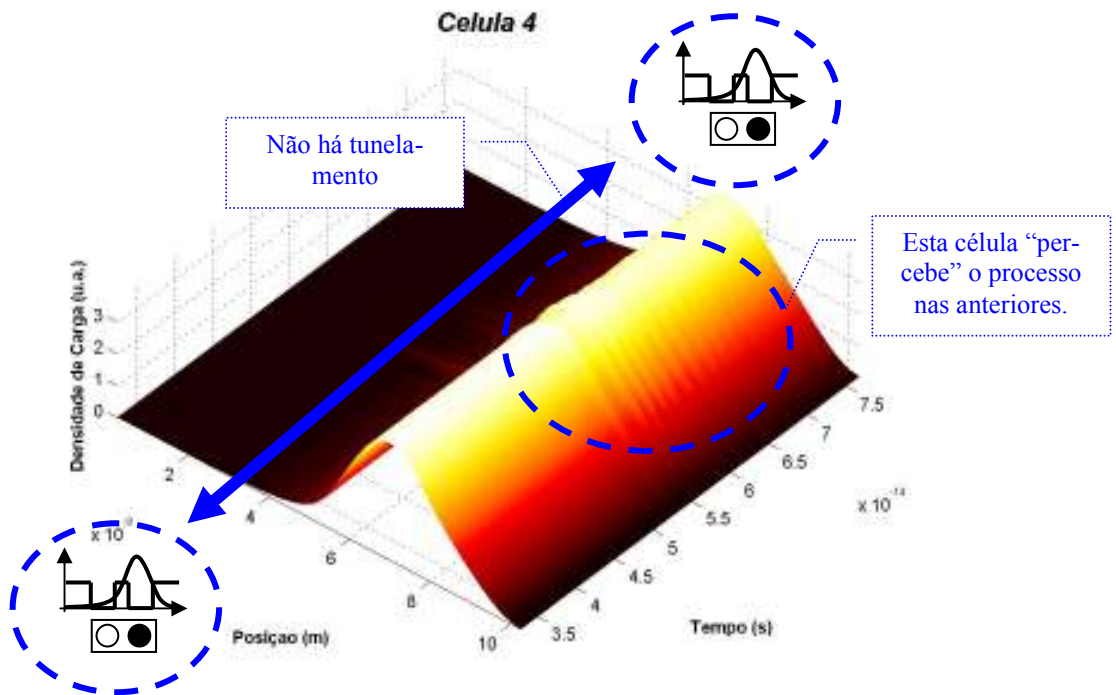 Celula 4
Não há tunela-
mento
Esta célula “per-
cebe” o processo
nas anteriores.
Densidade de Carga (u.a.)
3
2
1
0
2
4
6
8
10
x 10
Posiçao (m)
3.5
4
4.5
5
5.5
6
6.5
7
7.5
Tempo (s)